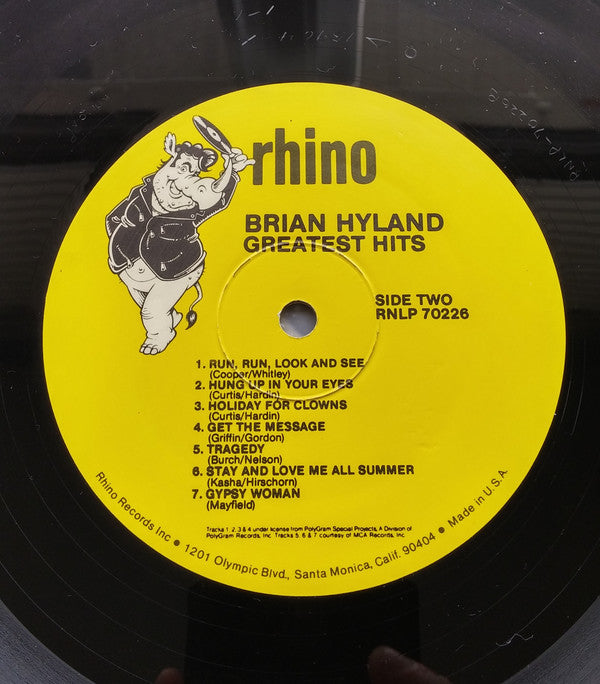 rhino
BRIAN HYLAND
GREATEST HITS
SIDE TWO
RNLP 70226
1. RUN, RUN, LOOK AND SEE
(Cooper/Whitley)
2. HUNG UP IN YOUR EYES
(Curtis/Hardin)
3. HOLIDAY FOR CLOWNS
(Curtis/Hardin)
4. GET THE MESSAGE
(Griffin/Gordon)
5. TRAGEDY
(Burch/Nelson)
6. STAY AND LOVE ME ALL SUMMER
(Kasha/Hirschorn)
7. GYPSY WOMAN
(Mayfield)
Tracks 1, 2, 3 & 4 under license from PolyGram Special Projects, A Division of
PolyGram Records, Inc. Tracks 5, 6 & 7 courtesy of MCA Records, Inc.
Rhino Records Inc • 1201 Olympic Blvd., Santa Monica, Calif. 90404 • Made in U.S.A.